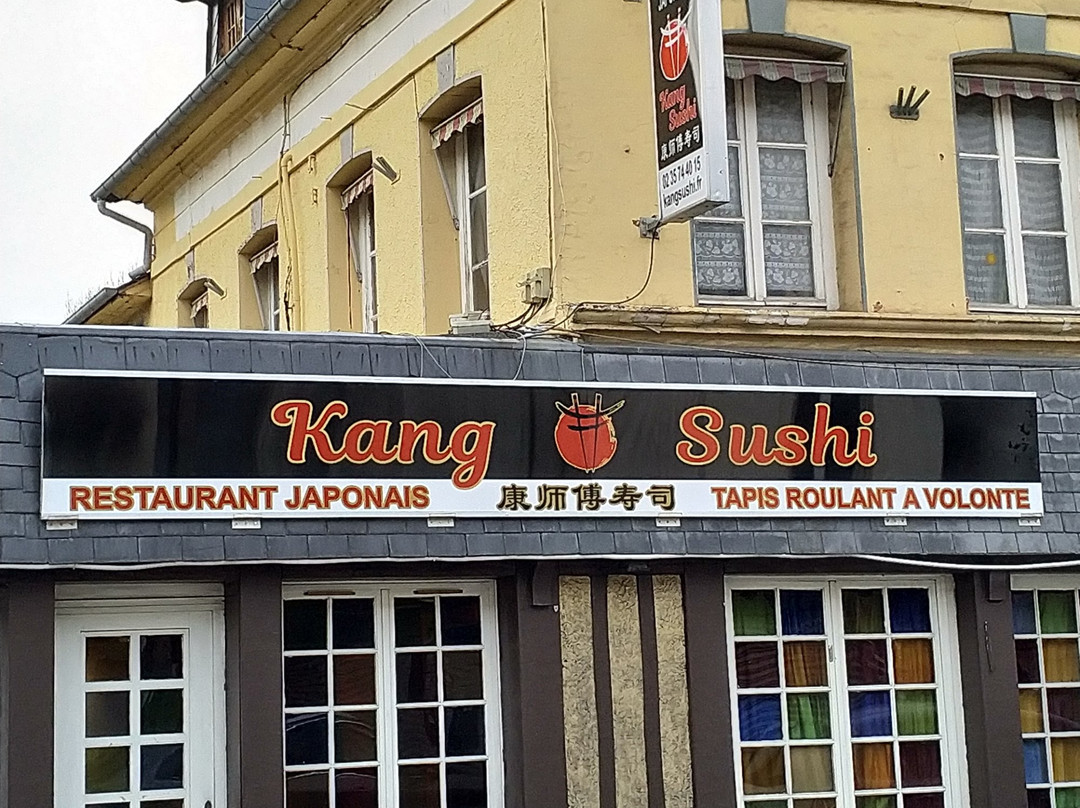 Kang
Sushi
康师傅寿司
02 35 74 40 15
kangsushi.fr
Kang Sushi
RESTAURANT JAPONAIS 康师傅寿司 TAPIS ROULANT A VOLONTE